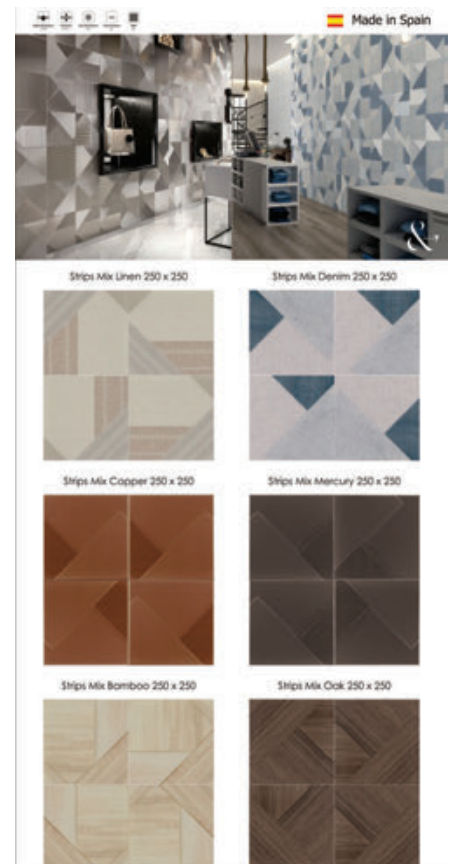 Made in Spain
&
Strips Mix Linen 250 x 250
Strips Mix Denim 250 x 250
Strips Mix Copper 250 x 250
Strips Mix Mercury 250 x 250
Strips Mix Bamboo 250 x 250
Strips Mix Oak 250 x 250